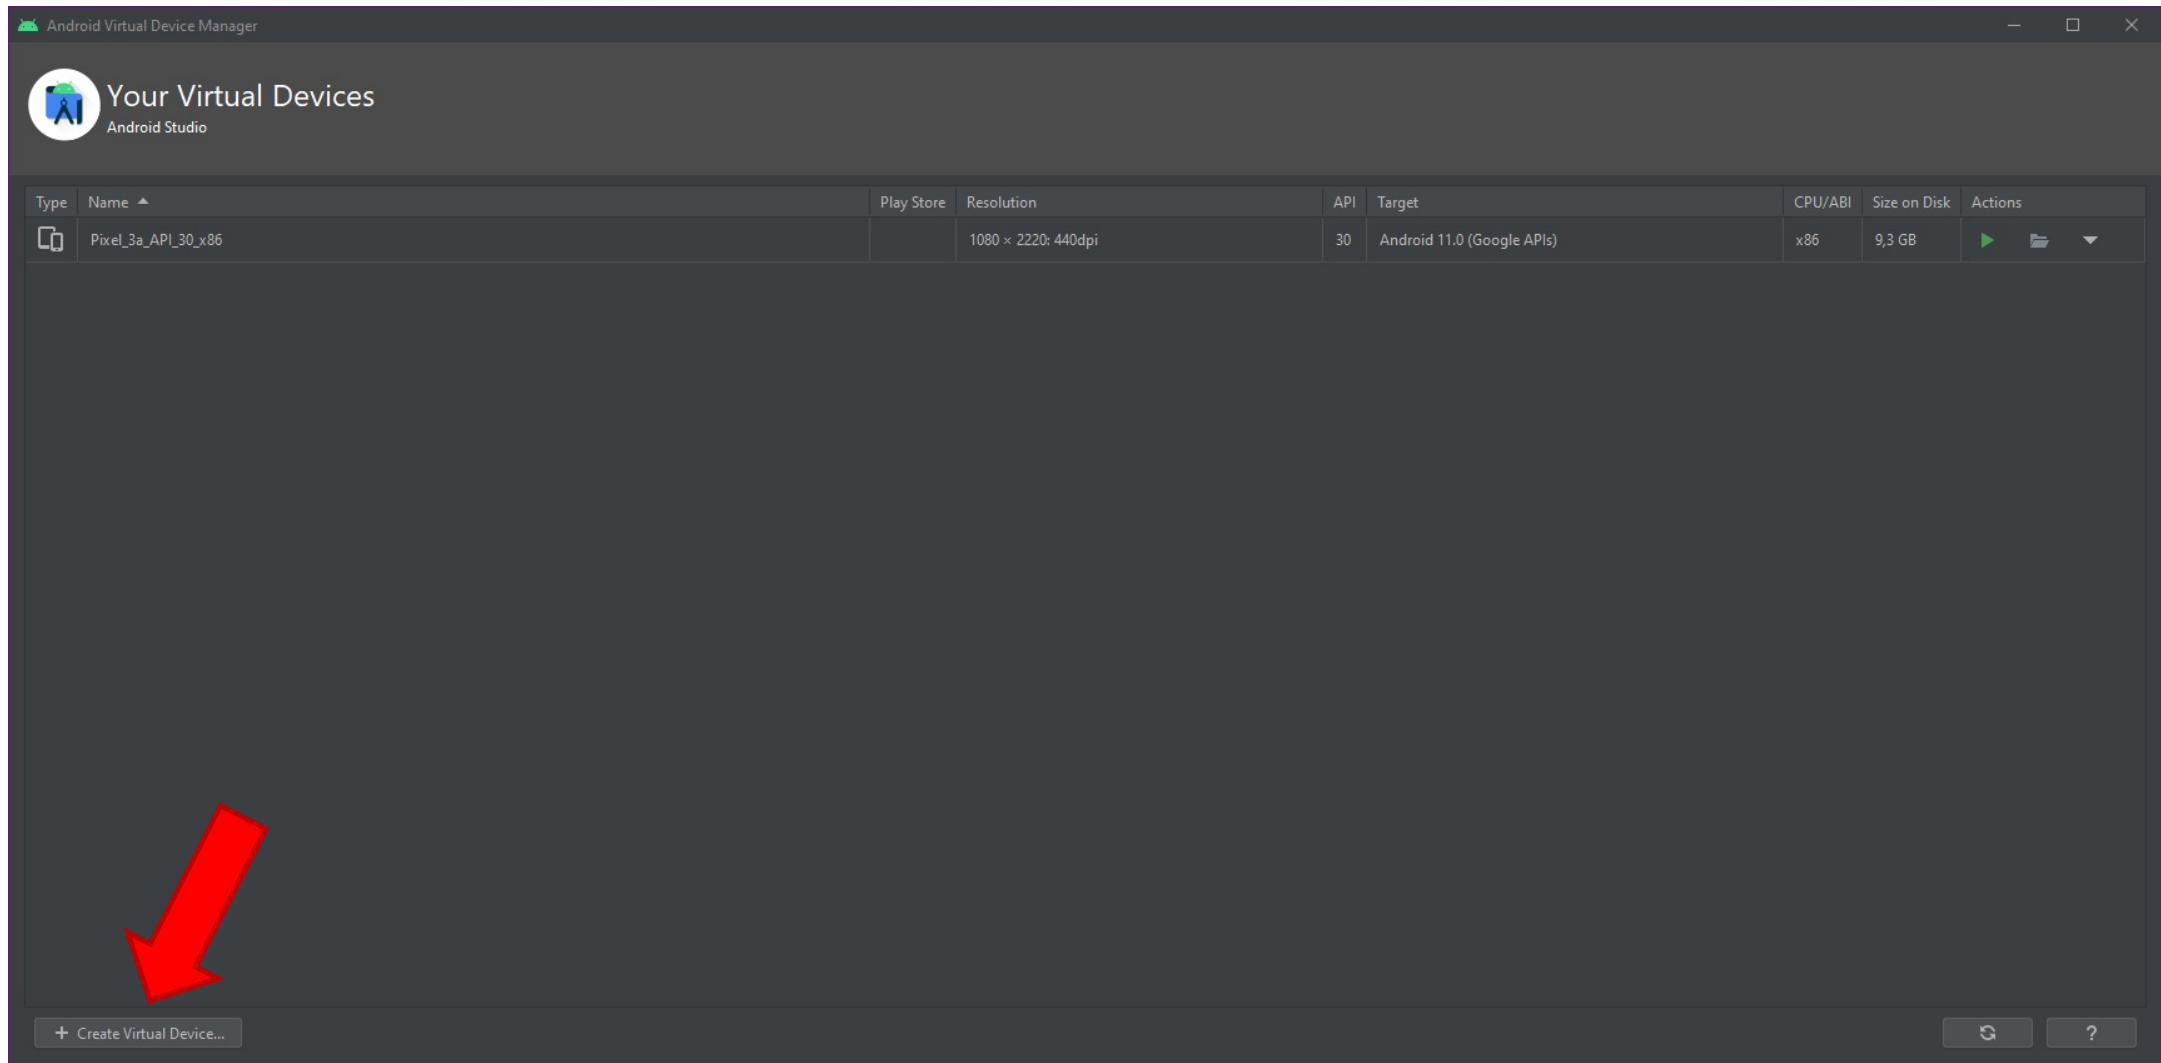 Android Virtual Device Manager
Your Virtual Devices
Android Studio
Type Name Play Store Resolution API Target CPU/ABI Size on Disk Actions
Pixel_3a_API_30_x86 1080 × 2220: 440dpi 30 Android 11.0 (Google APIs) x86 9,3 GB
+ Create Virtual Device... ?